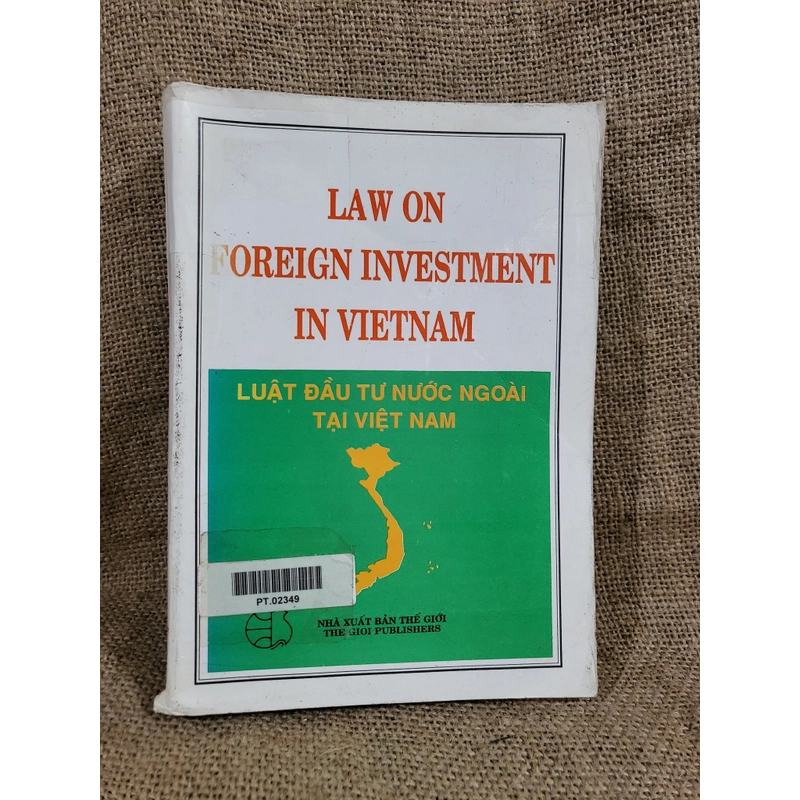 LAW ON
FOREIGN INVESTMENT
IN VIETNAM
LUẬT ĐẦU TƯ NƯỚC NGOÀI
TẠI VIỆT NAM
PT.02349
NHÀ XUẤT BẢN THẾ GIỚI
THE GIOI PUBLISHERS